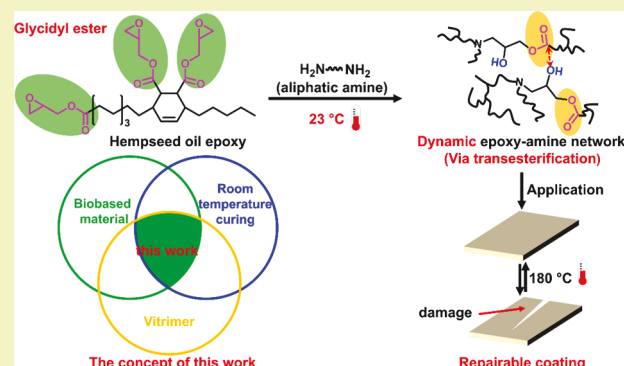 Glycidyl ester
O
O
O
O
O
O
O
O
O
3
Hempseed oil epoxy
H₂N NH₂
(aliphatic amine)
23 °C
N
HO
O
O
OH
N
O
O
Dynamic epoxy-amine network
(Via transesterification)
Biobased
material
Room
temperature
curing
this work
Vitrimer
The concept of this work
Application
180 °C
damage
Repairable coating